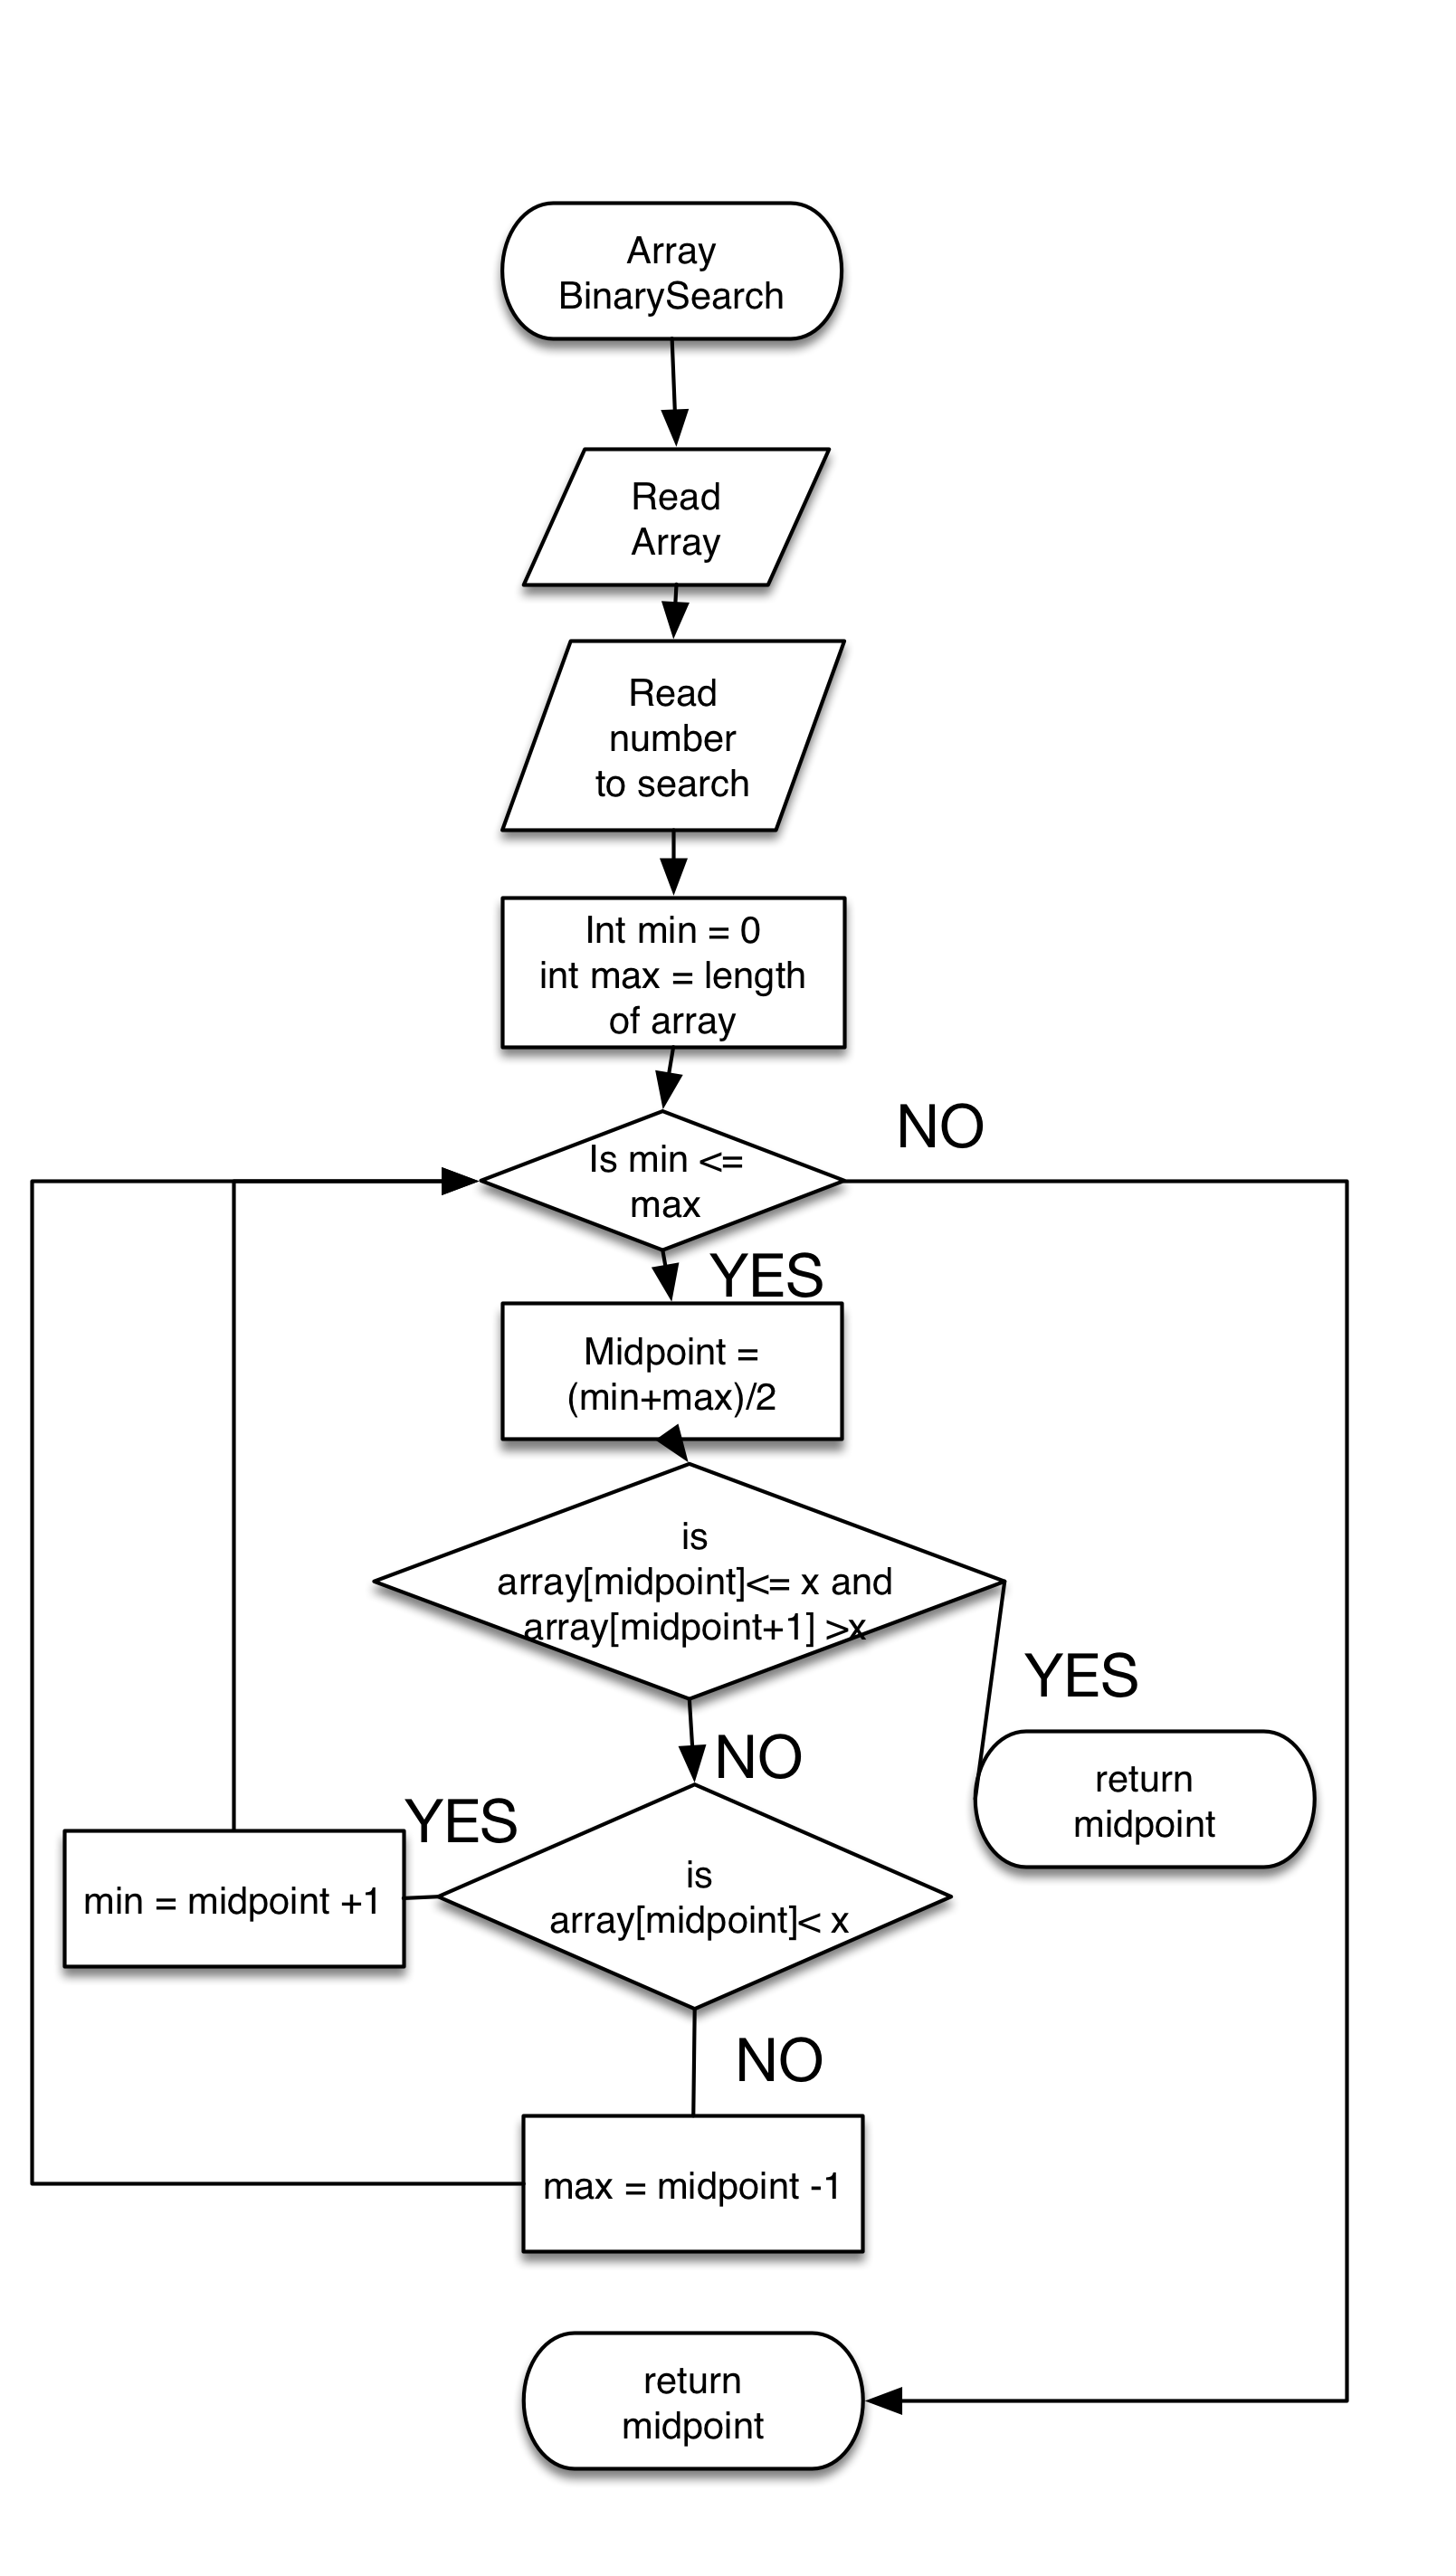 Array
BinarySearch
Read
Array
Read
number
to search
Int min = 0
int max = length
of array
NO
Is min <=
max
YES
Midpoint =
(min+max)/2
is
array[midpoint]<= x and
array[midpoint+1] >x
YES
NO
return
midpoint
YES
min = midpoint +1
is
array[midpoint]< x
NO
max = midpoint -1
return
midpoint